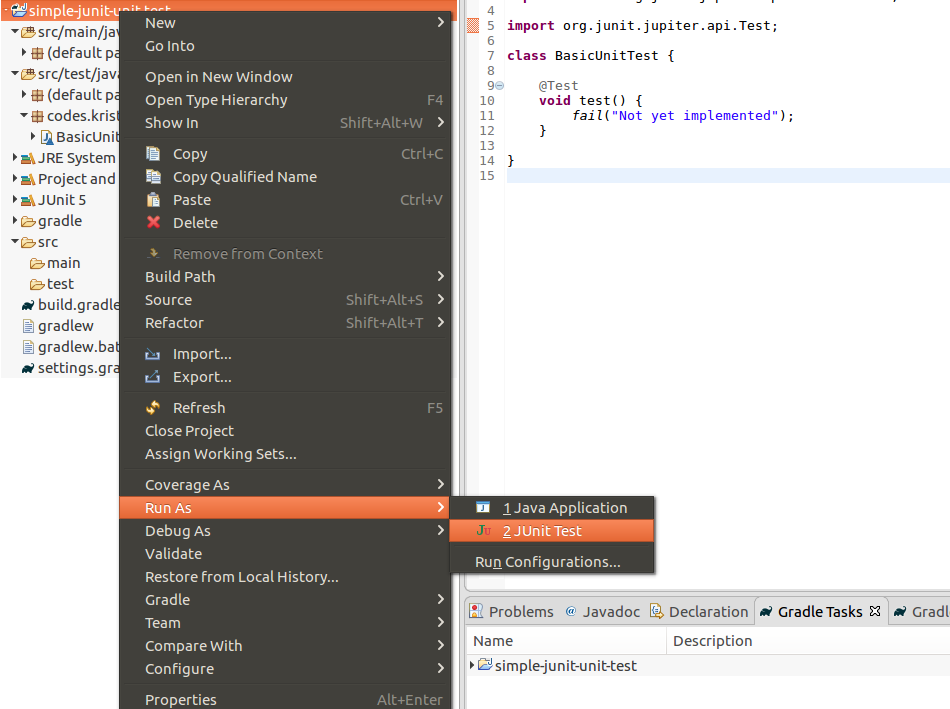 simple-junit-unit-test
src/main/jav
(default pa
src/test/java
(default pa
codes.krist
BasicUnit
JRE System
Project and
JUnit 5
gradle
src
main
test
build.gradle
gradlew
gradlew.bat
settings.gra
New
Go Into
Open in New Window
Open Type Hierarchy F4
Show In Shift+Alt+W
Copy Ctrl+C
Copy Qualified Name
Paste Ctrl+V
Delete
Remove from Context
Build Path
Source Shift+Alt+S
Refactor Shift+Alt+T
Import...
Export...
Refresh F5
Close Project
Assign Working Sets...
Coverage As
Run As
Debug As
Validate
Restore from Local History...
Gradle
Team
Compare With
Configure
Properties Alt+Enter
1 Java Application
2 JUnit Test
Run Configurations...
4
5 import org.junit.jupiter.api.Test;
6
7 class BasicUnitTest {
8
9 @Test
10 void test() {
11 fail("Not yet implemented");
12 }
13
14 }
15
Problems @ Javadoc Declaration Gradle Tasks Gradl
Name Description
simple-junit-unit-test